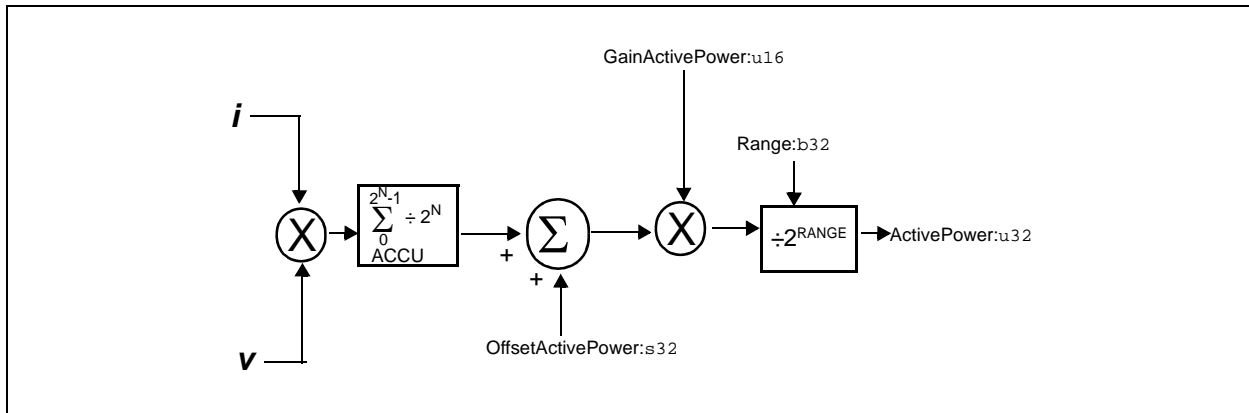 GainActivePower:u16
i
Range:b32
X
2^N-1
∑ ÷ 2^N
0
ACCU
+
Σ
+
X
÷2^RANGE
ActivePower:u32
OffsetActivePower:s32
v